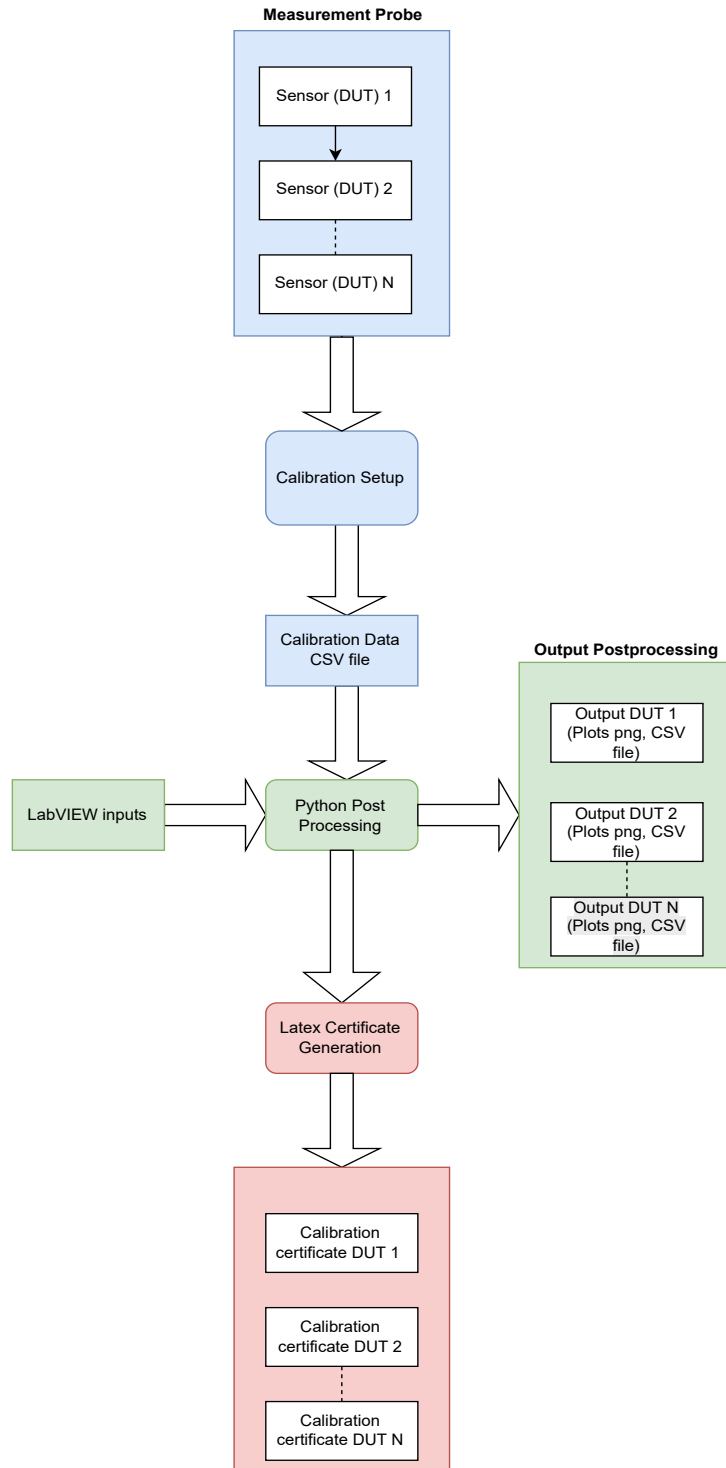 Measurement Probe
Sensor (DUT) 1
Sensor (DUT) 2
Sensor (DUT) N
Calibration Setup
Calibration Data
CSV file
Output Postprocessing
Output DUT 1
(Plots png, CSV
file)
LabVIEW inputs
Python Post
Processing
Output DUT 2
(Plots png, CSV
file)
Output DUT N
(Plots png, CSV
file)
Latex Certificate
Generation
Calibration
certificate DUT 1
Calibration
certificate DUT 2
Calibration
certificate DUT N